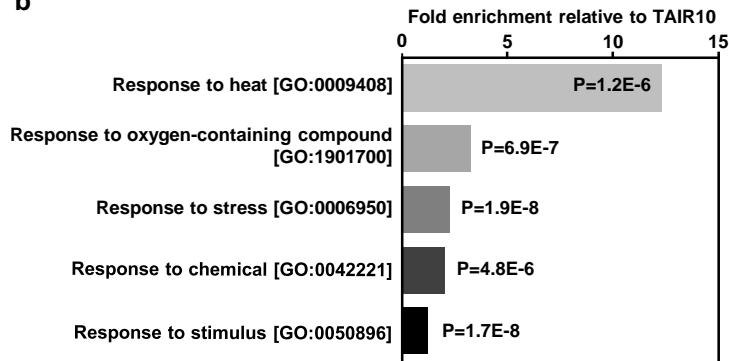 b
Fold enrichment relative to TAIR10
0 5 10 15
Response to heat [GO:0009408] P=1.2E-6
Response to oxygen-containing compound
[GO:1901700] P=6.9E-7
Response to stress [GO:0006950] P=1.9E-8
Response to chemical [GO:0042221] P=4.8E-6
Response to stimulus [GO:0050896] P=1.7E-8